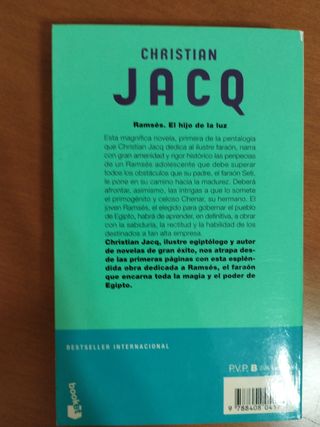 CHRISTIAN
JACQ
Ramsés. El hijo de la luz
Esta magnífica novela, primera de la pentalogía
que Christian Jacq dedica al ilustre faraón, narra
con gran amenidad y rigor histórico las peripecias
de un Ramsés adolescente que debe superar
todos los obstáculos que su padre, el faraón Seti,
le pone en su camino hacia la madurez. Deberá
afrontar, asimismo, las intrigas a que lo somete
el primogénito y celoso Chenar, su hermano. El
joven Ramsés, el elegido para gobernar el pueblo
de Egipto, habrá de aprender, en definitiva, a obrar
con la sabiduría, la rectitud y la habilidad de los
destinados a tan alta empresa.
Christian Jacq, ilustre egiptólogo y autor
de novelas de gran éxito, nos atrapa des-
de las primeras páginas con esta esplén-
dida obra dedicada a Ramsés, el faraón
que encarna toda la magia y el poder de
Egipto.
BESTSELLER INTERNACIONAL
P.V.P. B
booket
9 788408 045